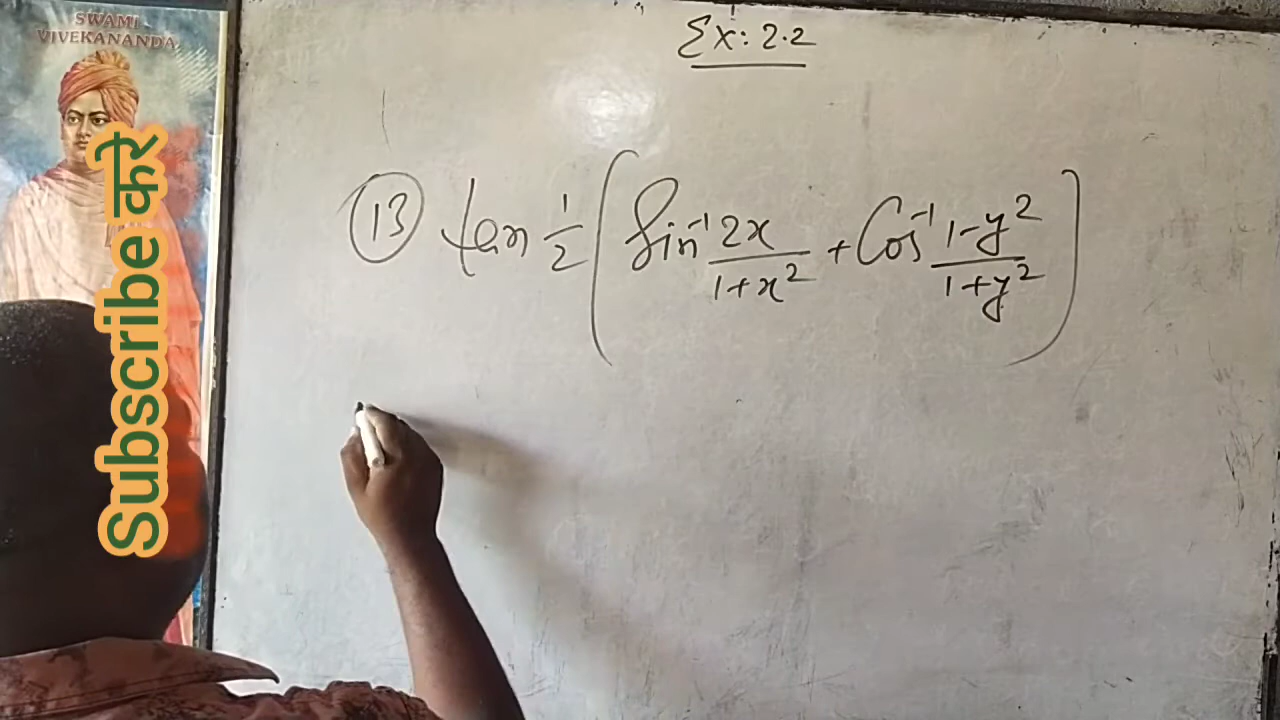 SWAMI
VIVEKANANDA
Subscribe करे
Ex: 2.2
(13) tan 1/2 ( Sin⁻¹ 2x/1+x² + Cos⁻¹ 1-y²/1+y² )